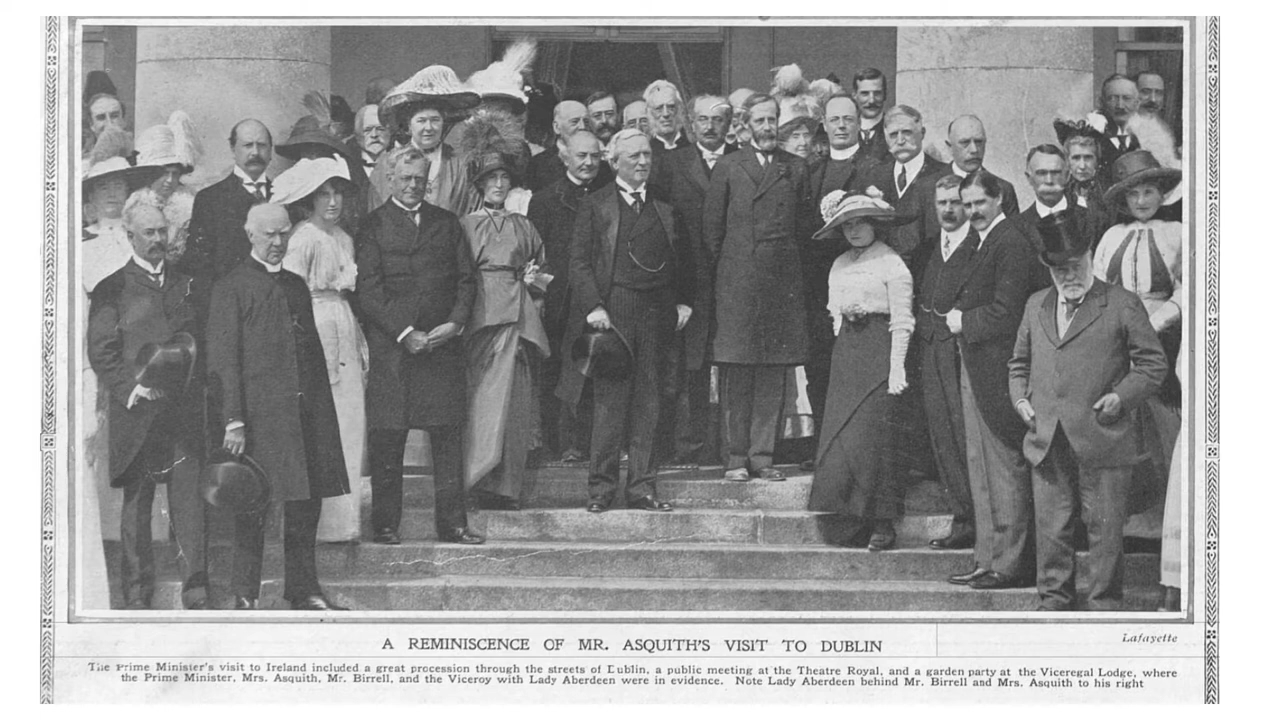 A REMINISCENCE OF MR. ASQUITH'S VISIT TO DUBLIN
Lafayette
The Prime Minister's visit to Ireland included a great procession through the streets of Dublin, a public meeting at the Theatre Royal, and a garden party at the Viceregal Lodge, where
the Prime Minister, Mrs. Asquith, Mr. Birrell, and the Viceroy with Lady Aberdeen were in evidence. Note Lady Aberdeen behind Mr. Birrell and Mrs. Asquith to his right